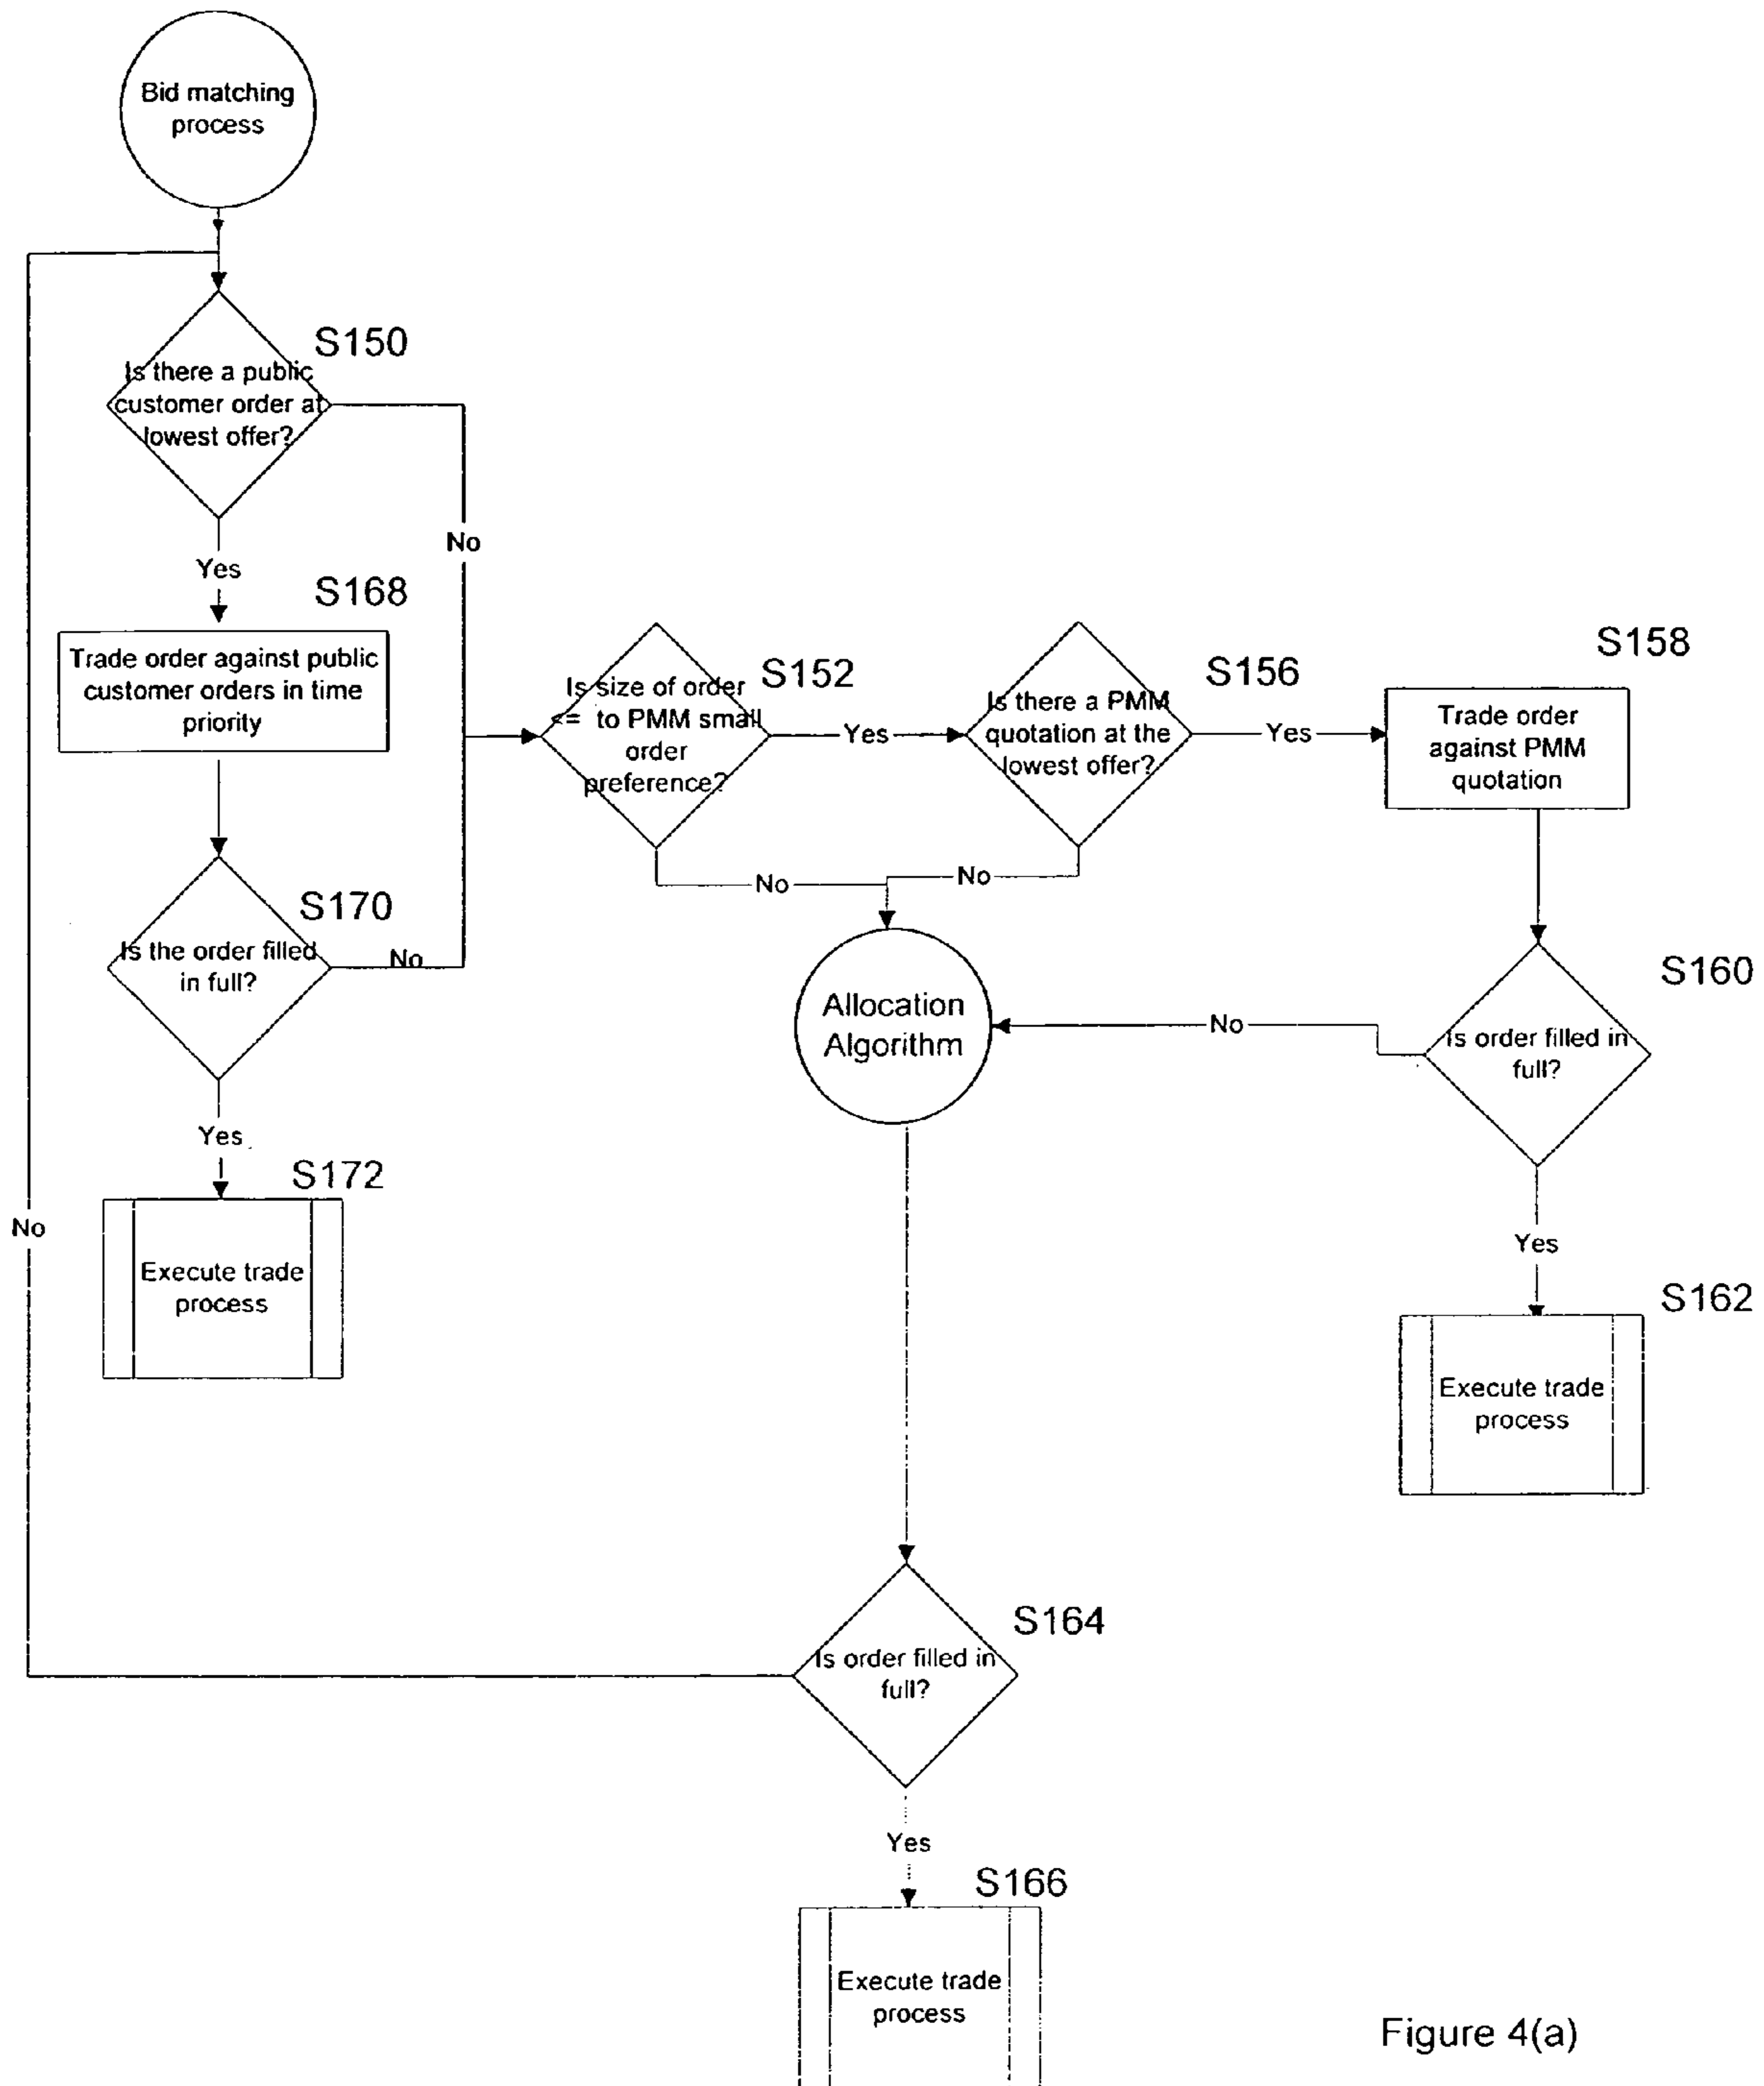 Bid matching
process
S150
Is there a public
customer order at
lowest offer?
No
Yes
S168
Trade order against public
customer orders in time
priority
S152
Is size of order
<= to PMM small
order
preference?
Yes
S156
Is there a PMM
quotation at the
lowest offer?
Yes
S158
Trade order
against PMM
quotation
No
No
S170
Is the order filled
in full?
No
Allocation
Algorithm
No
S160
Is order filled in
full?
Yes
S172
Execute trade
process
No
Yes
S162
Execute trade
process
S164
Is order filled in
full?
Yes
S166
Execute trade
process
Figure 4(a)